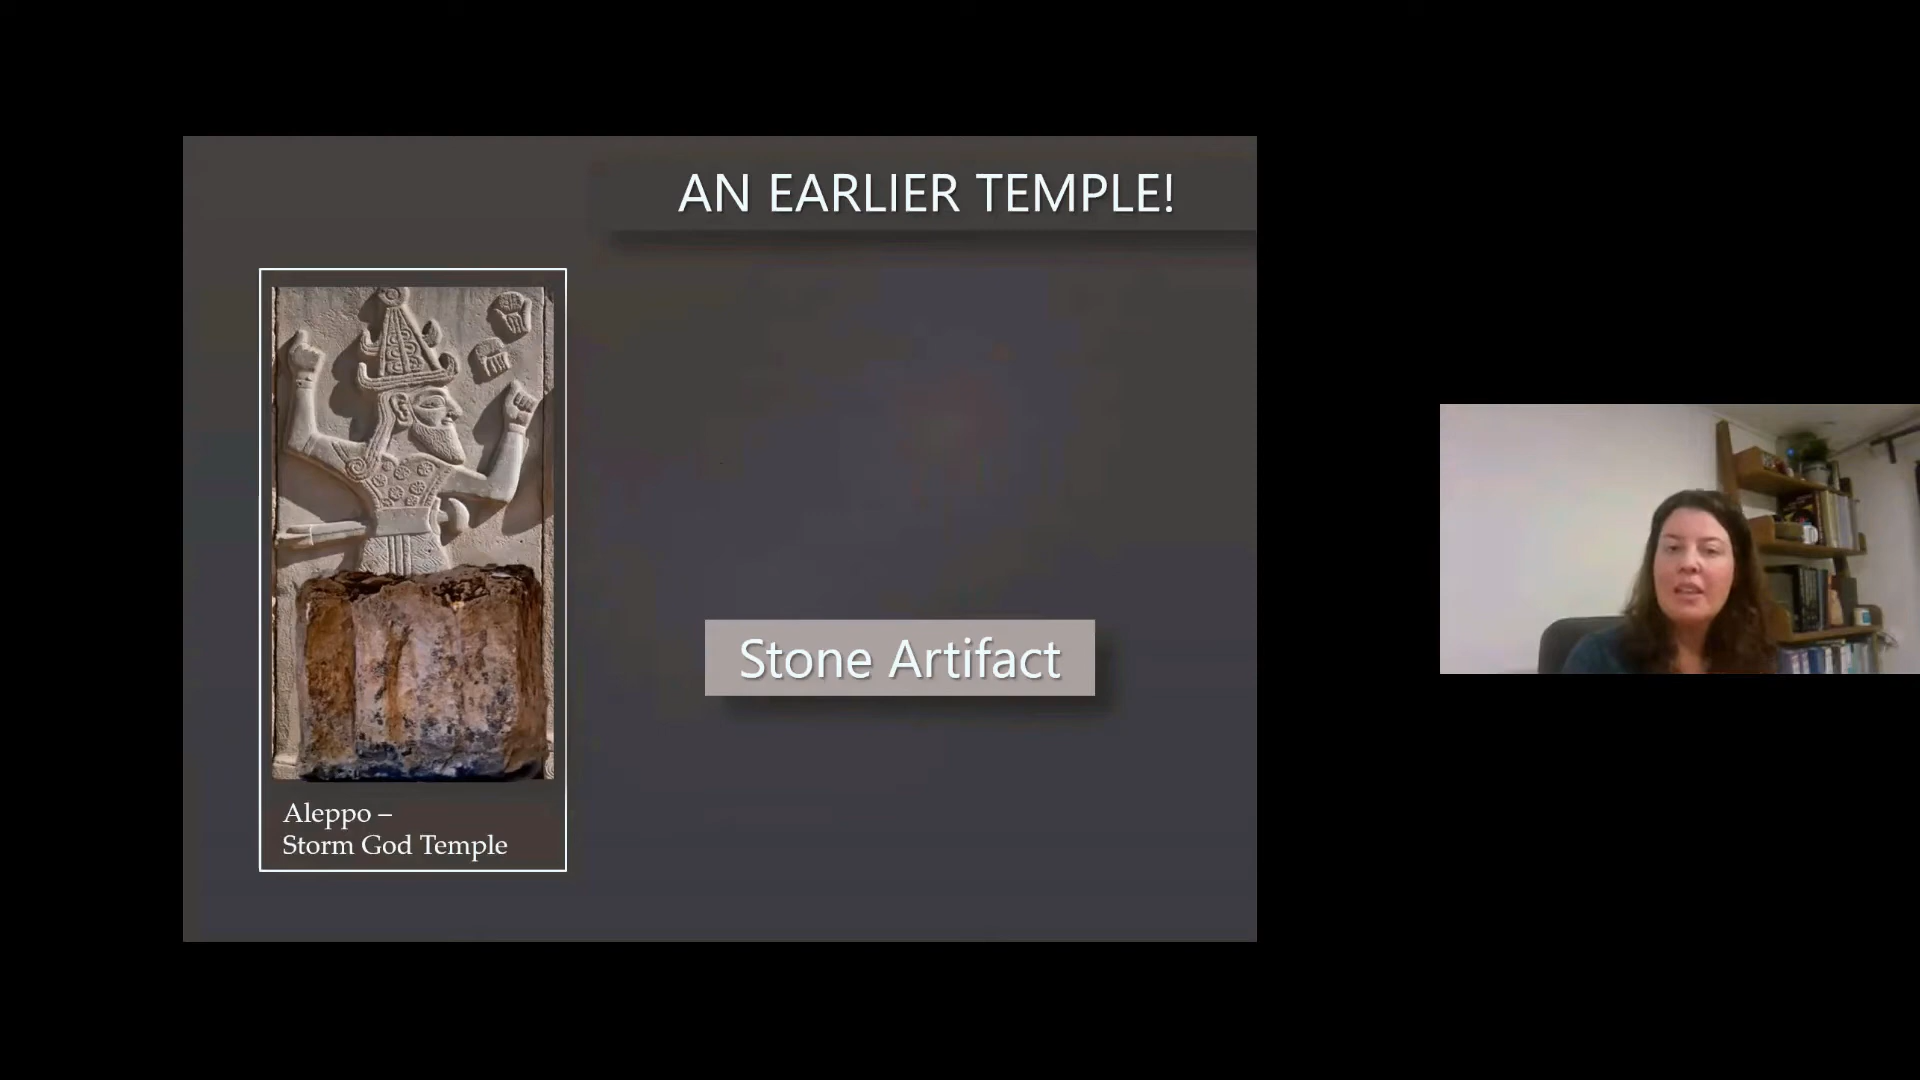 AN EARLIER TEMPLE!
Stone Artifact
Aleppo –
Storm God Temple